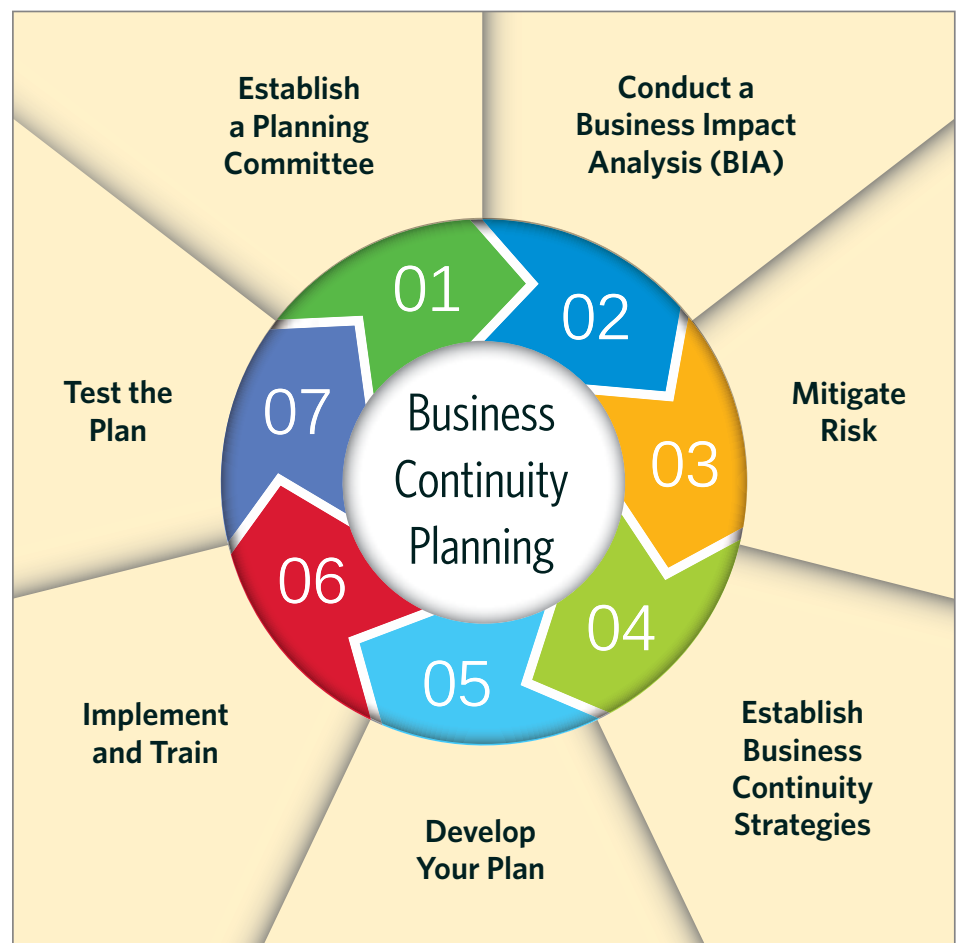 Establish
a Planning
Committee
Conduct a
Business Impact
Analysis (BIA)
01
02
Test the
Plan
07
Business
Continuity
Planning
03
Mitigate
Risk
06
04
05
Implement
and Train
Develop
Your Plan
Establish
Business
Continuity
Strategies